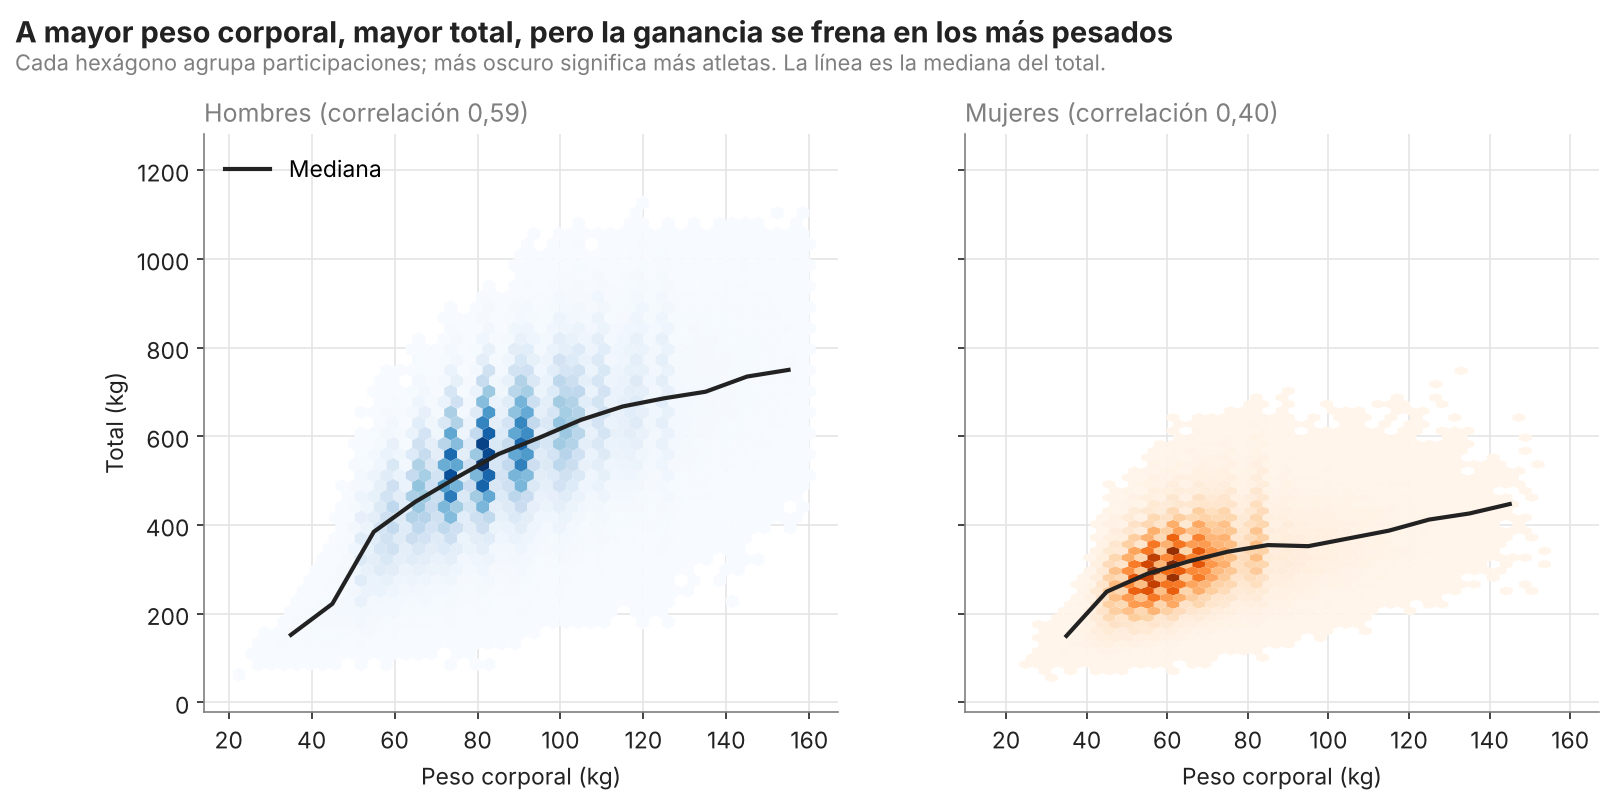 A mayor peso corporal, mayor total, pero la ganancia se frena en los más pesados
Cada hexágono agrupa participaciones; más oscuro significa más atletas. La línea es la mediana del total.
Hombres (correlación 0,59)
Mediana
1200
1000
800
600
400
200
0
Total (kg)
20 40 60 80 100 120 140 160
Peso corporal (kg)
Mujeres (correlación 0,40)
20 40 60 80 100 120 140 160
Peso corporal (kg)